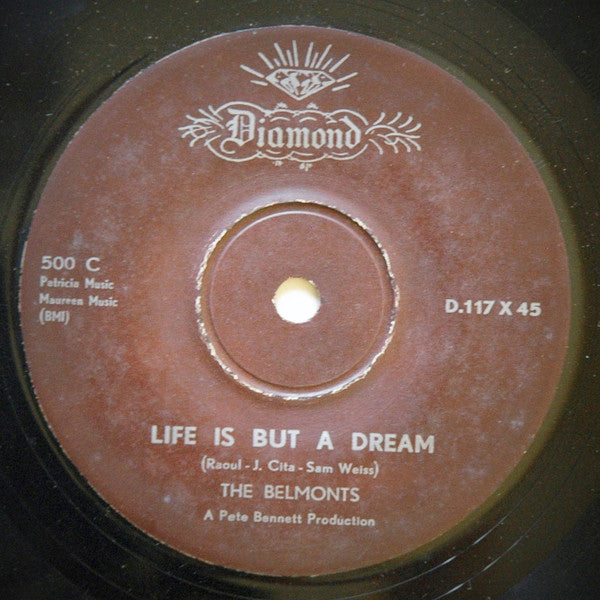 Diamond
500 C
Patricia Music
Maureen Music
(BMI)
D.117 X 45
LIFE IS BUT A DREAM
(Raoul - J. Cita - Sam Weiss)
THE BELMONTS
A Pete Bennett Production